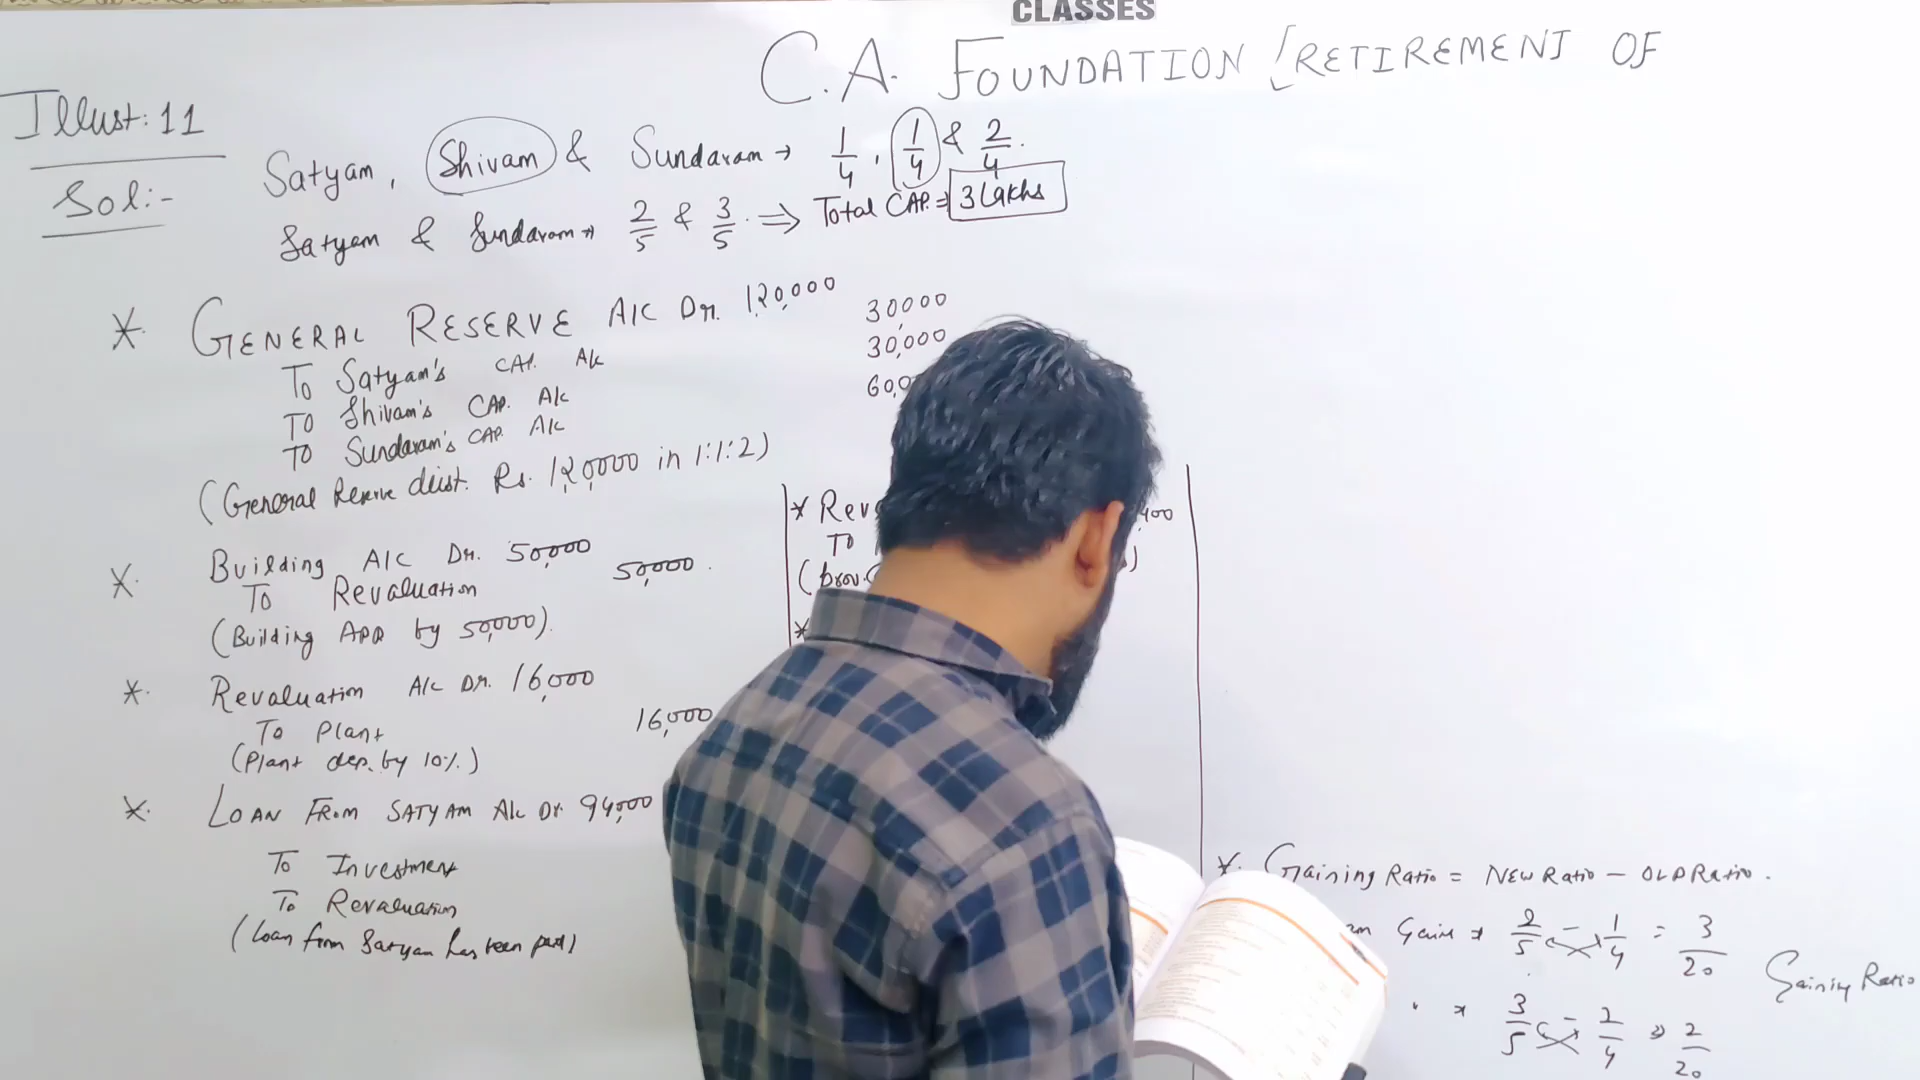 CLASSES
C.A. FOUNDATION [RETIREMENT OF
Illust: 11
Sol:-
Satyam, Shivam & Sundaram → 1/4, 1/4 & 2/4.
Satyam & Sundaram → 2/5 & 3/5. ⇒ Total CAP. = 3 Lakhs
* GENERAL RESERVE A/C Dr. 1,20,000
To Satyam's CAP. A/c 30,000
To Shivam's CAP. A/c 30,000
To Sundaram's CAP. A/c
(General Reserve dist. Rs. 1,20,000 in 1:1:2)
* Building A/C Dr. 50,000
To Revaluation 50,000.
(Building APP by 50,000).
* Revaluation A/c Dr. 16,000
To Plant 16,000
(Plant dep. by 10%.)
* LOAN FROM SATYAM A/c Dr 94,000
To Investment
To Revaluation
(Loan from Satyam has been paid)
* Rev
To
(prov.
*
* Gaining Ratio = NEW Ratio - OLD Ratio.
Gains → 2/5 - 1/4 = 3/20
→ 3/5 - 2/4 ⇒ 2/20
Gaining Ratio